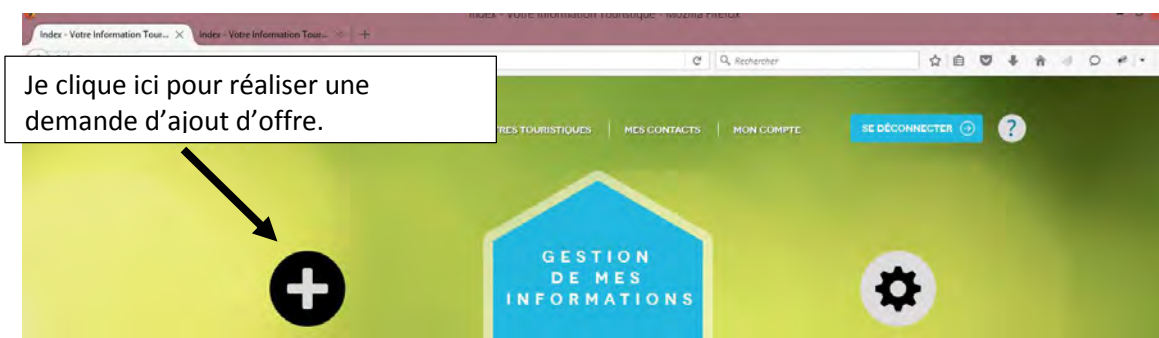 Index - Votre Information Touristique - Mozilla Firefox
Index - Votre Information Tour...
Index - Votre Information Tour...
Rechercher
Je clique ici pour réaliser une
demande d’ajout d’offre.
RES TOURISTIQUES
MES CONTACTS
MON COMPTE
SE DÉCONNECTER
?
GESTION
DE MES
INFORMATIONS